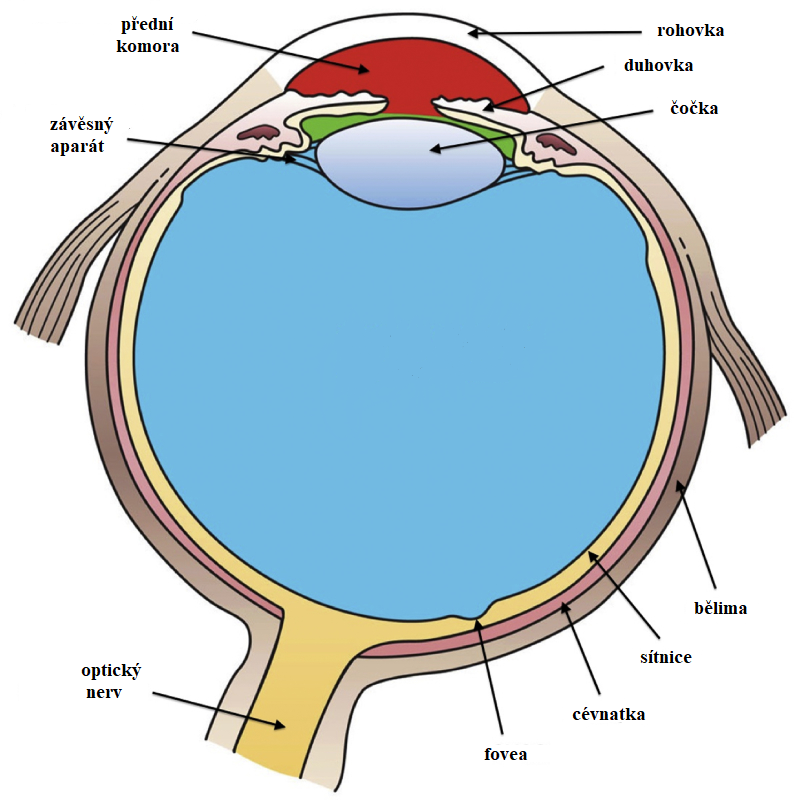 přední
komora
rohovka
duhovka
čočka
závěsný
aparát
bělima
sítnice
cévnatka
fovea
optický
nerv